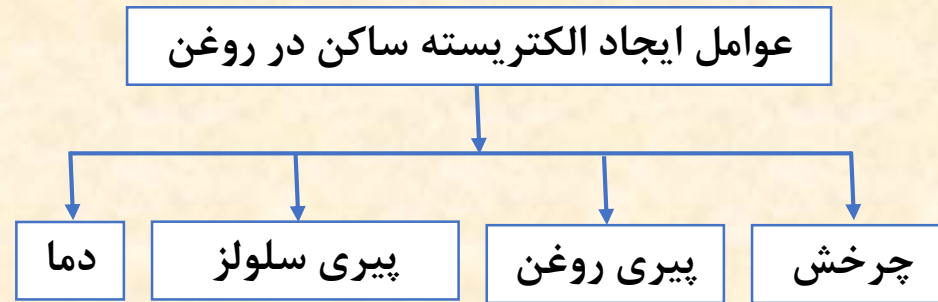 عوامل ایجاد الکتریسته ساکن در روغن
چرخش
پیری روغن
پیری سلولز
دما